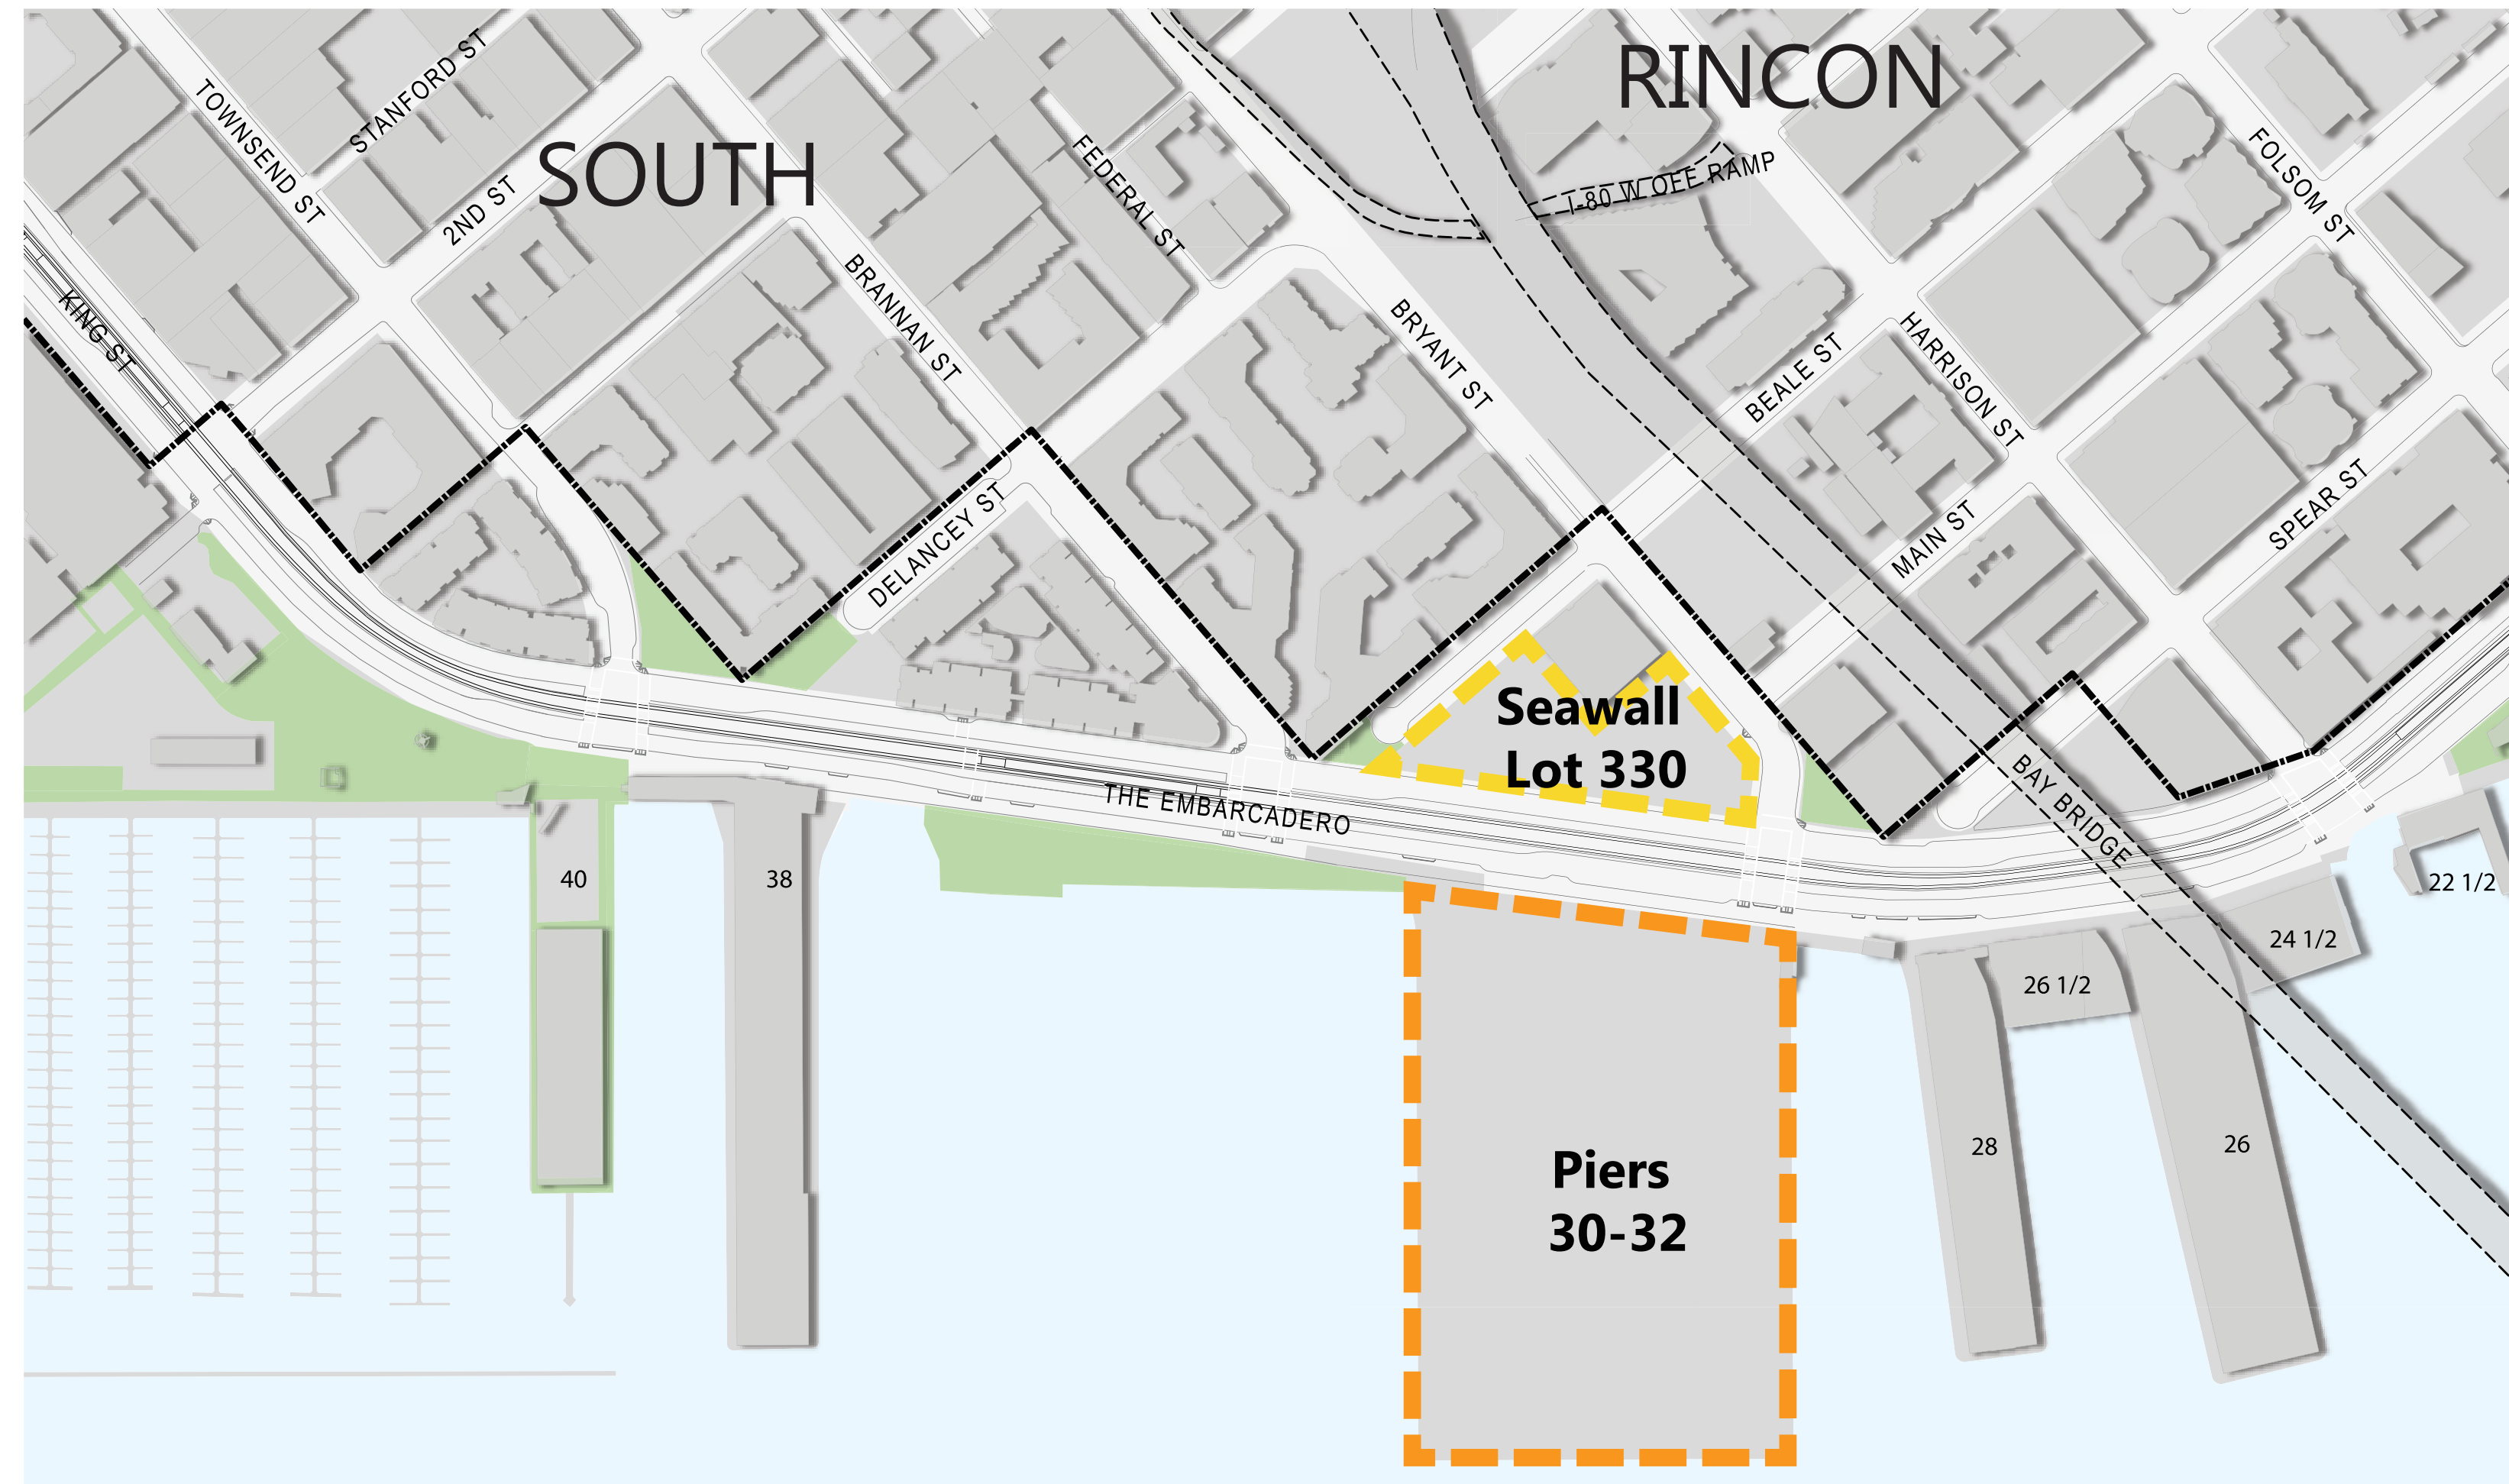 RINCON
SOUTH
STANFORD ST
TOWNSEND ST
2ND ST
FEDERAL ST
I-80 W OFF RAMP
FOLSOM ST
KING ST
BRANNAN ST
BRYANT ST
BEALE ST
HARRISON ST
DELANCEY ST
MAIN ST
SPEAR ST
Seawall
Lot 330
THE EMBARCADERO
BAY BRIDGE
40
38
22 1/2
24 1/2
26 1/2
28
26
Piers
30-32